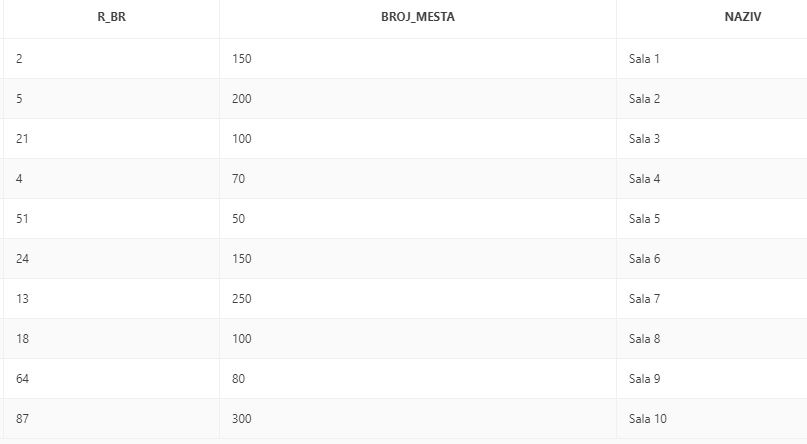 R_BR BROJ_MESTA NAZIV
2 150 Sala 1
5 200 Sala 2
21 100 Sala 3
4 70 Sala 4
51 50 Sala 5
24 150 Sala 6
13 250 Sala 7
18 100 Sala 8
64 80 Sala 9
87 300 Sala 10